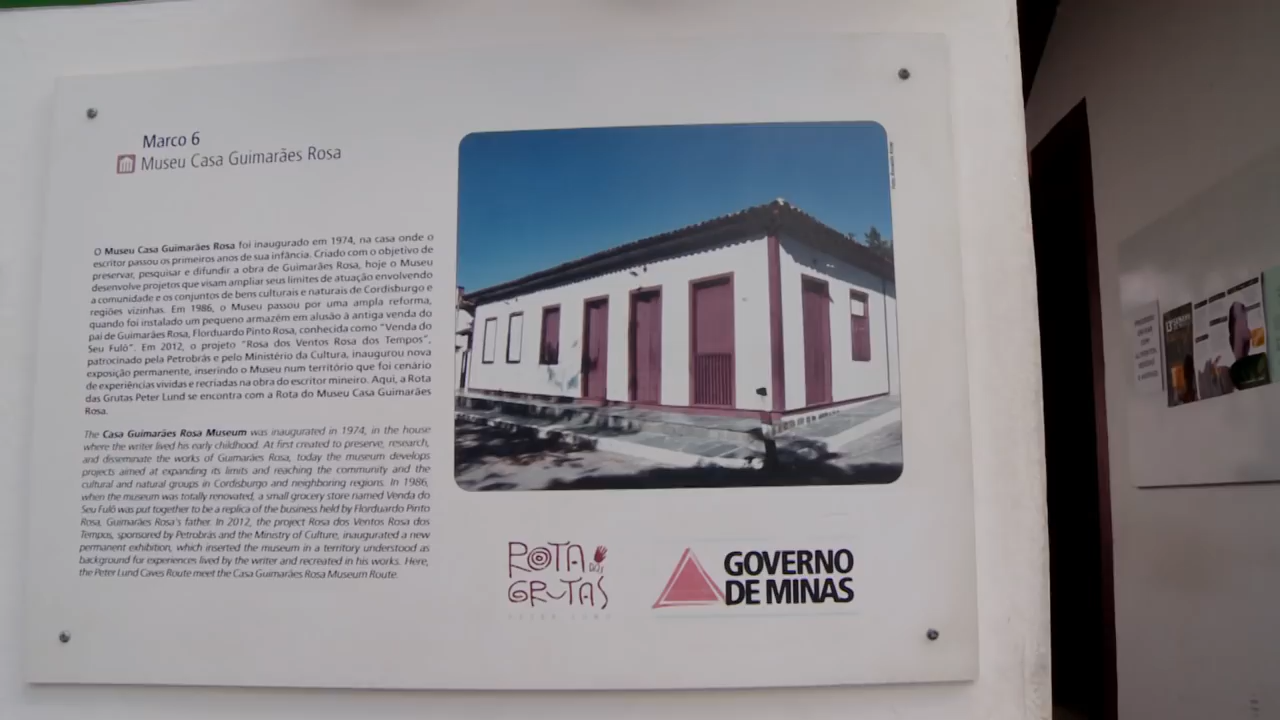 Marco 6
Museu Casa Guimarães Rosa
O Museu Casa Guimarães Rosa foi inaugurado em 1974, na casa onde o
escritor passou os primeiros anos de sua infância. Criado com o objetivo de
preservar, pesquisar e difundir a obra de Guimarães Rosa, hoje o Museu
desenvolve projetos que visam ampliar seus limites de atuação envolvendo
a comunidade e os conjuntos de bens culturais e naturais de Cordisburgo e
regiões vizinhas. Em 1986, o Museu passou por uma ampla reforma,
quando foi instalado um pequeno armazém em alusão à antiga venda do
pai de Guimarães Rosa, Florduardo Pinto Rosa, conhecida como "Venda do
Seu Fulô". Em 2012, o projeto "Rosa dos Ventos Rosa dos Tempos",
patrocinado pela Petrobrás e pelo Ministério da Cultura, inaugurou nova
exposição permanente, inserindo o Museu num território que foi cenário
de experiências vividas e recriadas na obra do escritor mineiro. Aqui, a Rota
das Grutas Peter Lund se encontra com a Rota do Museu Casa Guimarães
Rosa.
The Casa Guimarães Rosa Museum was inaugurated in 1974, in the house
where the writer lived his early childhood. At first created to preserve, research,
and disseminate the works of Guimarães Rosa, today the museum develops
projects aimed at expanding its limits and reaching the community and the
cultural and natural groups in Cordisburgo and neighboring regions. In 1986,
when the museum was totally renovated, a small grocery store named Venda do
Seu Fulô was put together to be a replica of the business held by Florduardo Pinto
Rosa, Guimarães Rosa's father. In 2012, the project Rosa dos Ventos Rosa dos
Tempos, sponsored by Petrobrás and the Ministry of Culture, inaugurated a new
permanent exhibition, which inserted the museum in a territory understood as
background for experiences lived by the writer and recreated in his works. Here,
the Peter Lund Caves Route meet the Casa Guimarães Rosa Museum Route.
ROTA DAS
GRUTAS
PETER LUND
GOVERNO
DE MINAS